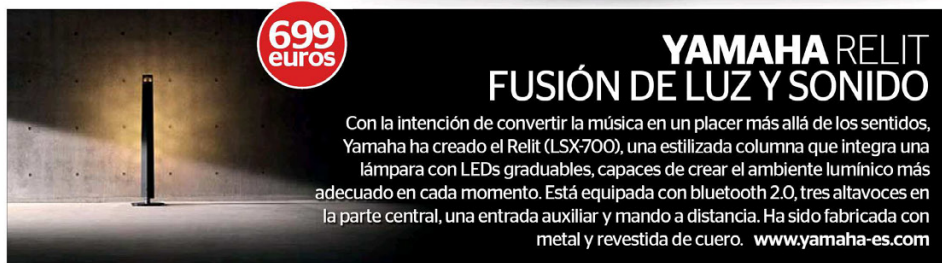 699
euros
YAMAHA RELIT
FUSIÓN DE LUZ Y SONIDO
Con la intención de convertir la música en un placer más allá de los sentidos,
Yamaha ha creado el Relit (LSX-700), una estilizada columna que integra una
lámpara con LEDs graduables, capaces de crear el ambiente lumínico más
adecuado en cada momento. Está equipada con bluetooth 2.0, tres altavoces en
la parte central, una entrada auxiliar y mando a distancia. Ha sido fabricada con
metal y revestida de cuero. www.yamaha-es.com